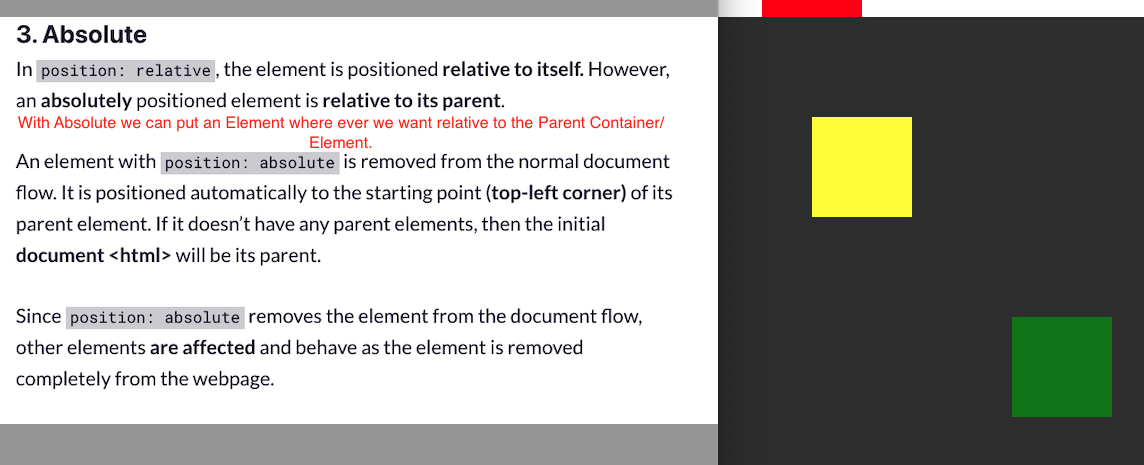 3. Absolute
In position: relative, the element is positioned relative to itself. However,
an absolutely positioned element is relative to its parent.
With Absolute we can put an Element where ever we want relative to the Parent Container/
Element.
An element with position: absolute is removed from the normal document
flow. It is positioned automatically to the starting point (top-left corner) of its
parent element. If it doesn’t have any parent elements, then the initial
document <html> will be its parent.
Since position: absolute removes the element from the document flow,
other elements are affected and behave as the element is removed
completely from the webpage.